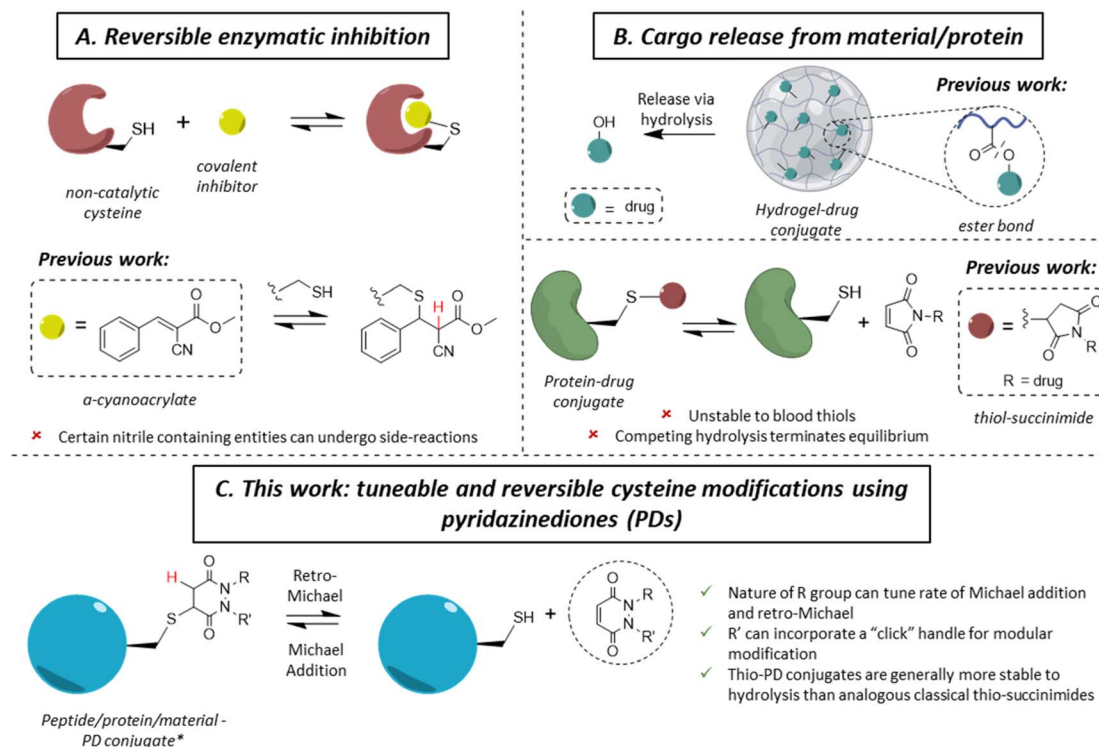 A. Reversible enzymatic inhibition
SH
+
S
non-catalytic
cysteine
covalent
inhibitor
Previous work:
=
O
O
CN
α-cyanoacrylate
SH
S
H
O
O
CN
✘ Certain nitrile containing entities can undergo side-reactions
B. Cargo release from material/protein
OH
Release via
hydrolysis
= drug
Hydrogel-drug
conjugate
Previous work:
O
O
ester bond
S
Protein-drug
conjugate
SH
+
O
N-R
O
Previous work:
=
O
N
R
O
R = drug
thiol-succinimide
✘ Unstable to blood thiols
✘ Competing hydrolysis terminates equilibrium
C. This work: tuneable and reversible cysteine modifications using
pyridazinediones (PDs)
H
O
R
N
N
R'
S
O
Retro-
Michael
Michael
Addition
SH
+
O
R
N
N
R'
O
Peptide/protein/material -
PD conjugate*
✓ Nature of R group can tune rate of Michael addition
and retro-Michael
✓ R' can incorporate a “click” handle for modular
modification
✓ Thio-PD conjugates are generally more stable to
hydrolysis than analogous classical thio-succinimides